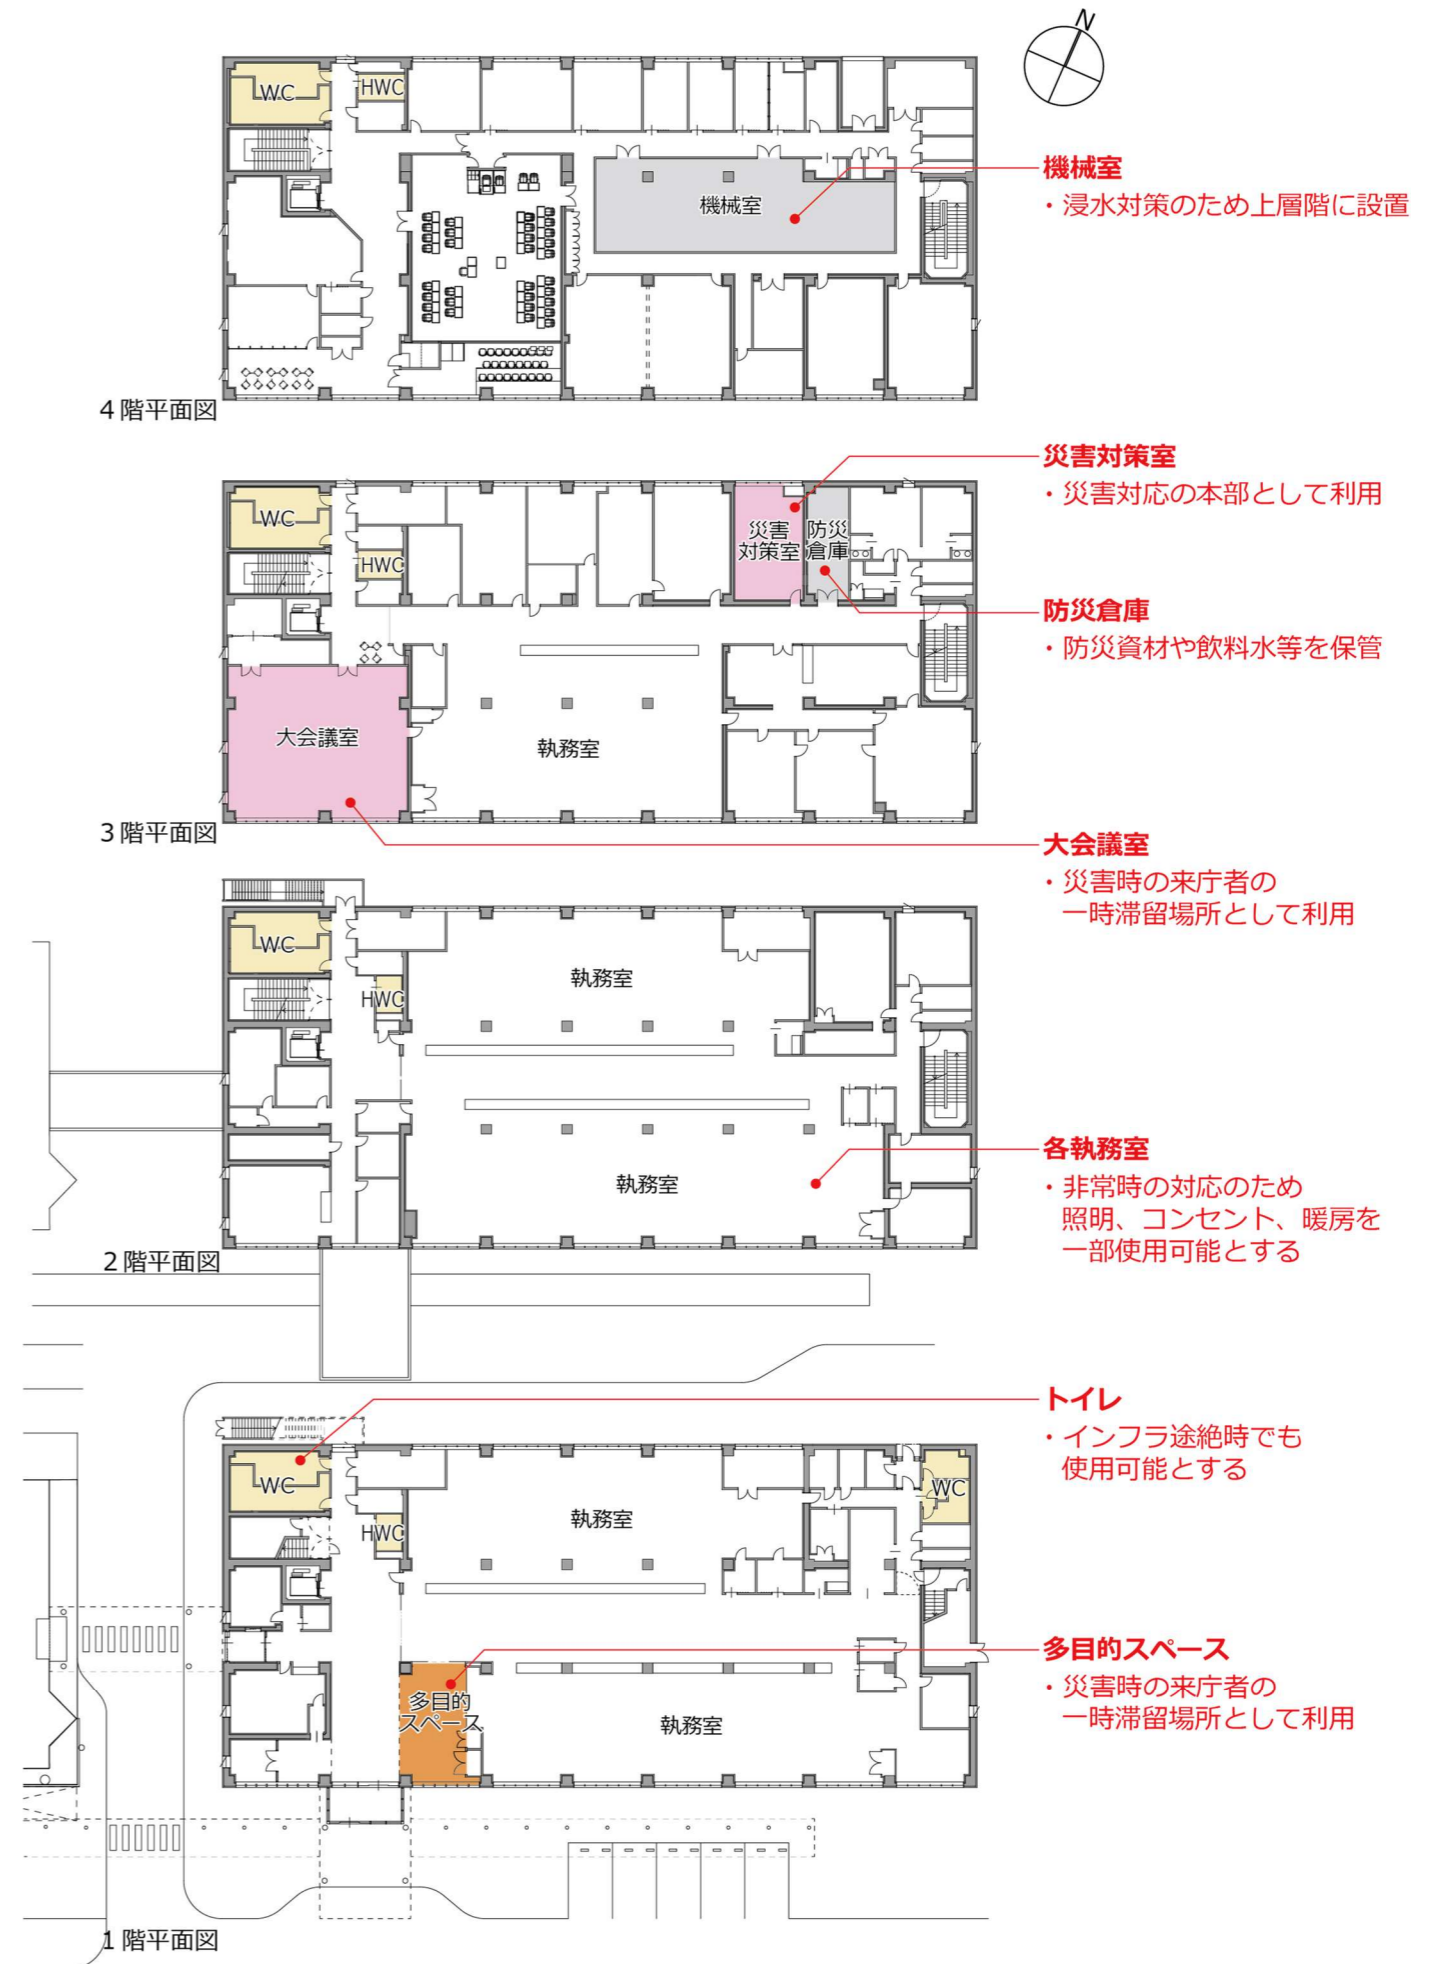 N
WC
HWC
機械室
機械室
・浸水対策のため上層階に設置
4階平面図
災害対策室
・災害対応の本部として利用
WC
HWC
災害
対策室
防災
倉庫
防災倉庫
・防災資材や飲料水等を保管
大会議室
執務室
3階平面図
大会議室
・災害時の来庁者の
一時滞留場所として利用
WC
HWC
執務室
執務室
各執務室
・非常時の対応のため
照明、コンセント、暖房を
一部使用可能とする
2階平面図
トイレ
・インフラ途絶時でも
使用可能とする
WC
HWC
執務室
WC
多目的
スペース
執務室
多目的スペース
・災害時の来庁者の
一時滞留場所として利用
1階平面図